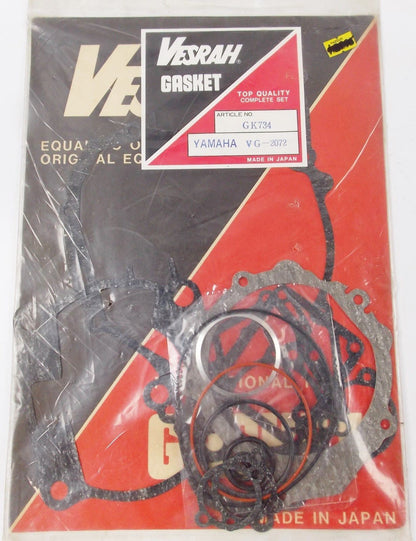 VESRAH®
GASKET
TOP QUALITY
COMPLETE SET
ARTICLE NO.
GK734
YAMAHA VG-2072
MADE IN JAPAN
VESRAH
EQUAL
ORIGINAL EQ
MADE IN JAPAN